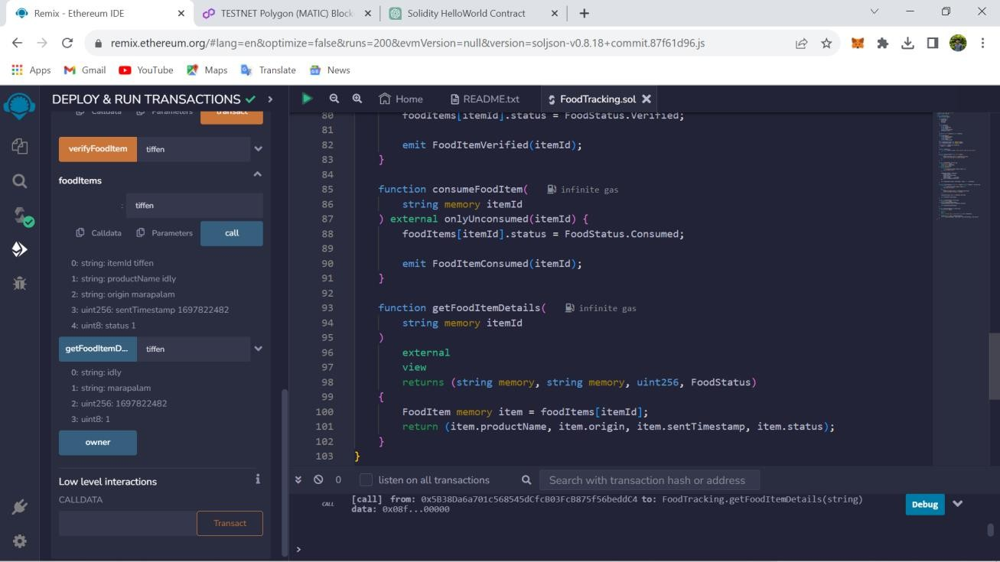 Remix - Ethereum IDE
TESTNET Polygon (MATIC) Block
Solidity HelloWorld Contract
remix.ethereum.org/#lang=en&optimize=false&runs=200&evmVersion=null&version=soljson-v0.8.18+commit.87f61d96.js
Apps
Gmail
YouTube
Maps
Translate
News
DEPLOY & RUN TRANSACTIONS
Calldata
Parameters
transact
verifyFoodItem
tiffen
foodItems
:
tiffen
Calldata
Parameters
call
0: string: itemId tiffen
1: string: productName idly
2: string: origin marapalam
3: uint256: sentTimestamp 1697822482
4: uint8: status 1
getFoodItemD...
tiffen
0: string: idly
1: string: marapalam
2: uint256: 1697822482
3: uint8: 1
owner
Low level interactions
i
CALLDATA
Transact
Home
README.txt
FoodTracking.sol
80 foodItems[itemId].status = FoodStatus.Verified;
81
82 emit FoodItemVerified(itemId);
83 }
84
85 function consumeFoodItem( infinite gas
86 string memory itemId
87 ) external onlyUnconsumed(itemId) {
88 foodItems[itemId].status = FoodStatus.Consumed;
89
90 emit FoodItemConsumed(itemId);
91 }
92
93 function getFoodItemDetails( infinite gas
94 string memory itemId
95 )
96 external
97 view
98 returns (string memory, string memory, uint256, FoodStatus)
99 {
100 FoodItem memory item = foodItems[itemId];
101 return (item.productName, item.origin, item.sentTimestamp, item.status);
102 }
103 }
0
listen on all transactions
Search with transaction hash or address
CALL
[call] from: 0x5B38Da6a701c568545dCfcB03FcB875f56beddC4 to: FoodTracking.getFoodItemDetails(string)
data: 0x08f...00000
Debug
>